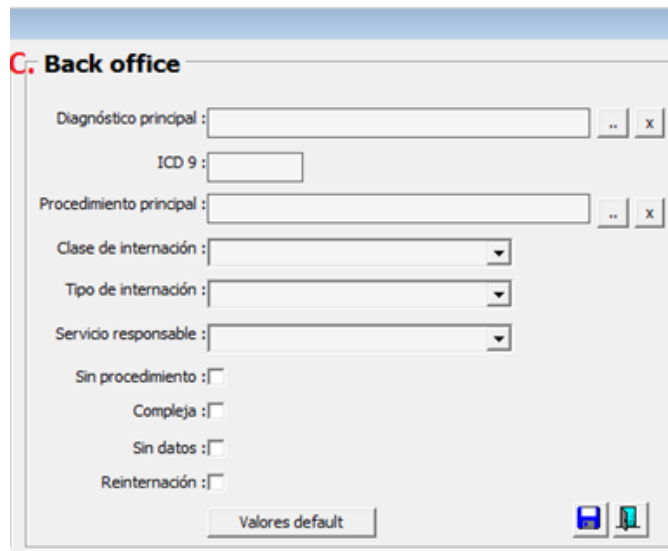 C. Back office
Diagnóstico principal : .. x
ICD 9 :
Procedimiento principal : .. x
Clase de internación :
Tipo de internación :
Servicio responsable :
Sin procedimiento :
Compleja :
Sin datos :
Reinternación :
Valores default